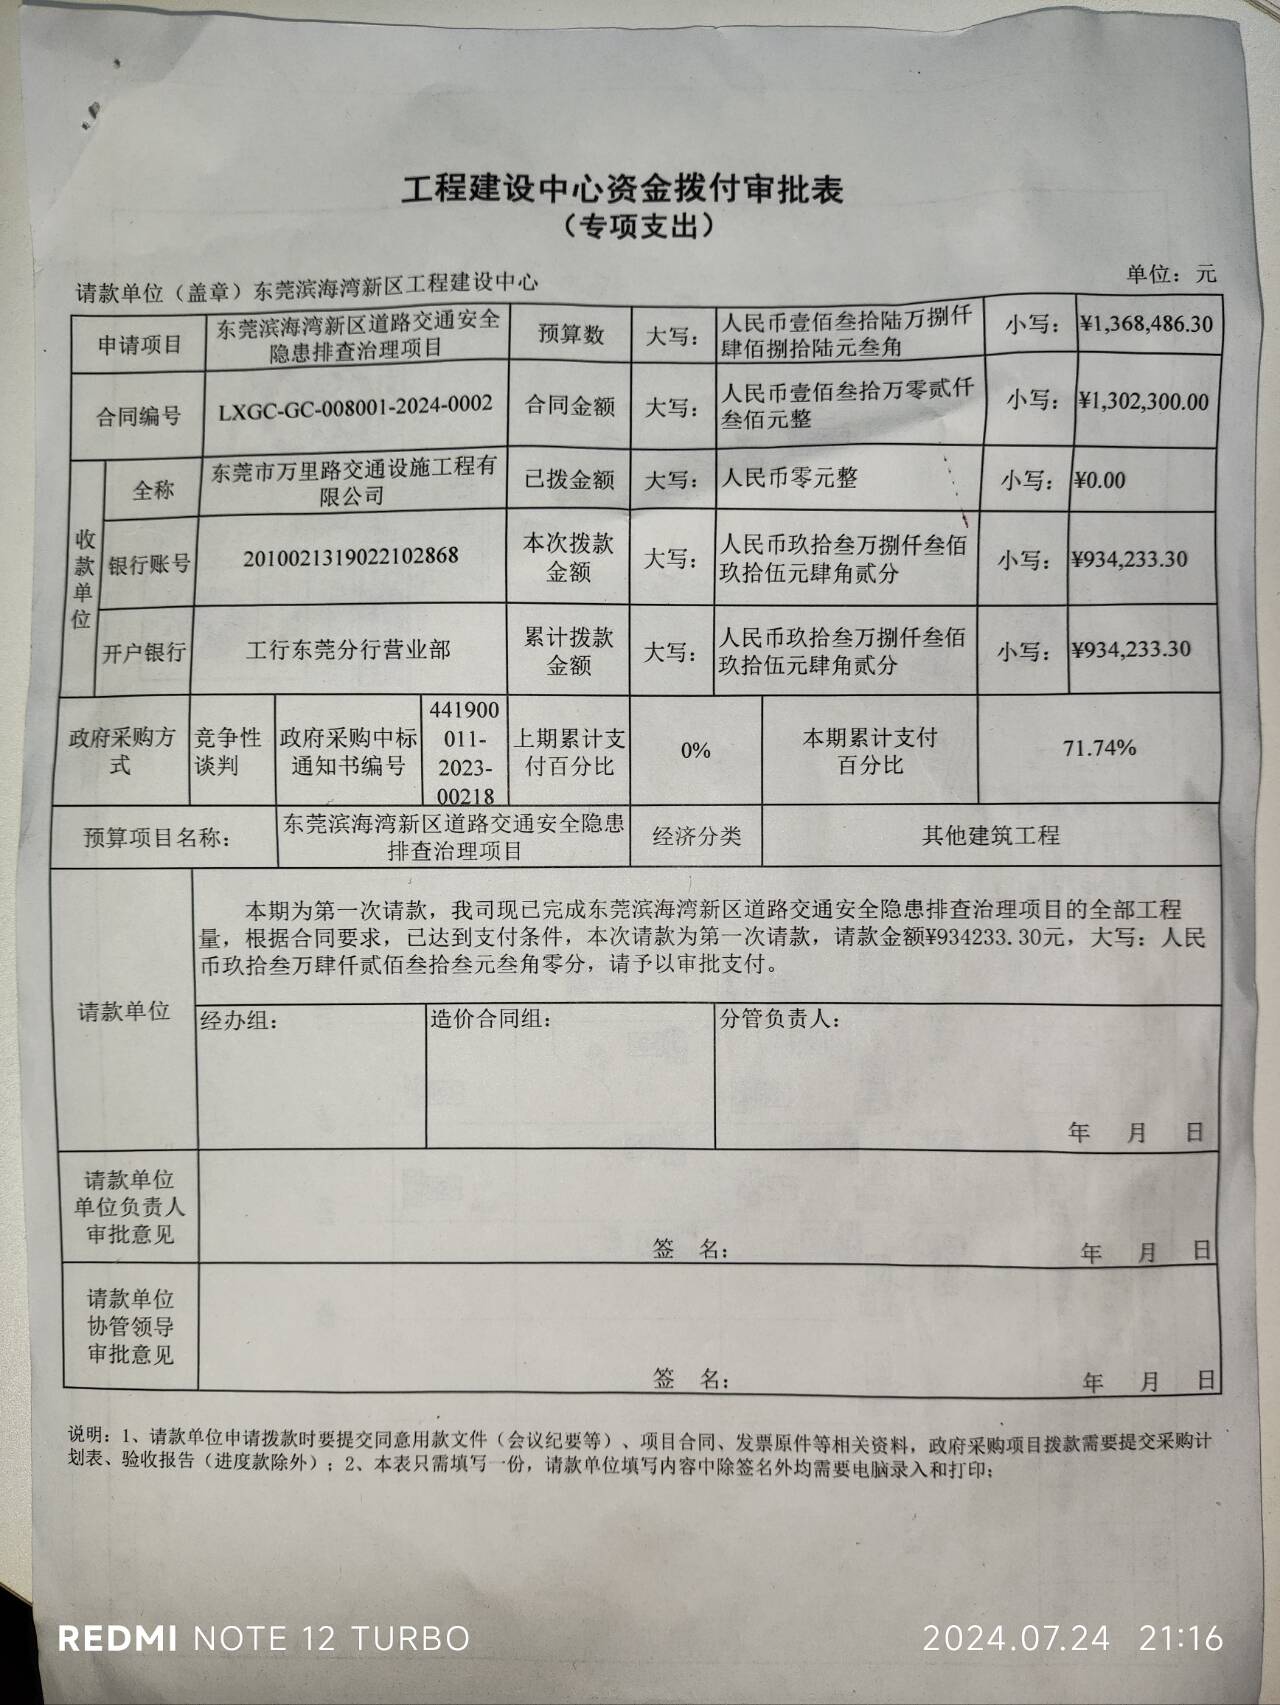 工程建设中心资金拨付审批表
（专项支出）
请款单位（盖章）东莞滨海湾新区工程建设中心
单位：元
申请项目
东莞滨海湾新区道路交通安全
隐患排查治理项目
预算数
大写：
人民币壹佰叁拾陆万捌仟
肆佰捌拾陆元叁角
小写：
¥1,368,486.30
合同编号
LXGC-GC-008001-2024-0002
合同金额
大写：
人民币壹佰叁拾万零贰仟
叁佰元整
小写：
¥1,302,300.00
收款单位
全称
东莞市万里路交通设施工程有
限公司
已拨金额
大写：
人民币零元整
小写：
¥0.00
银行账号
2010021319022102868
本次拨款
金额
大写：
人民币玖拾叁万捌仟叁佰
玖拾伍元肆角贰分
小写：
¥934,233.30
开户银行
工行东莞分行营业部
累计拨款
金额
大写：
人民币玖拾叁万捌仟叁佰
玖拾伍元肆角贰分
小写：
¥934,233.30
政府采购方
式
竞争性
谈判
政府采购中标
通知书编号
441900
011-
2023-
00218
上期累计支
付百分比
0%
本期累计支付
百分比
71.74%
预算项目名称：
东莞滨海湾新区道路交通安全隐患
排查治理项目
经济分类
其他建筑工程
请款单位
本期为第一次请款，我司现已完成东莞滨海湾新区道路交通安全隐患排查治理项目的全部工程
量，根据合同要求，已达到支付条件，本次请款为第一次请款，请款金额¥934233.30元，大写：人民
币玖拾叁万肆仟贰佰叁拾叁元叁角零分，请予以审批支付。
经办组：
造价合同组：
分管负责人：
年 月 日
请款单位
单位负责人
审批意见
签 名：
年 月 日
请款单位
协管领导
审批意见
签 名：
年 月 日
说明：1、请款单位申请拨款时要提交同意用款文件（会议纪要等）、项目合同、发票原件等相关资料，政府采购项目拨款需要提交采购计
划表、验收报告（进度款除外）；2、本表只需填写一份，请款单位填写内容中除签名外均需要电脑录入和打印；
REDMI NOTE 12 TURBO
2024.07.24 21:16